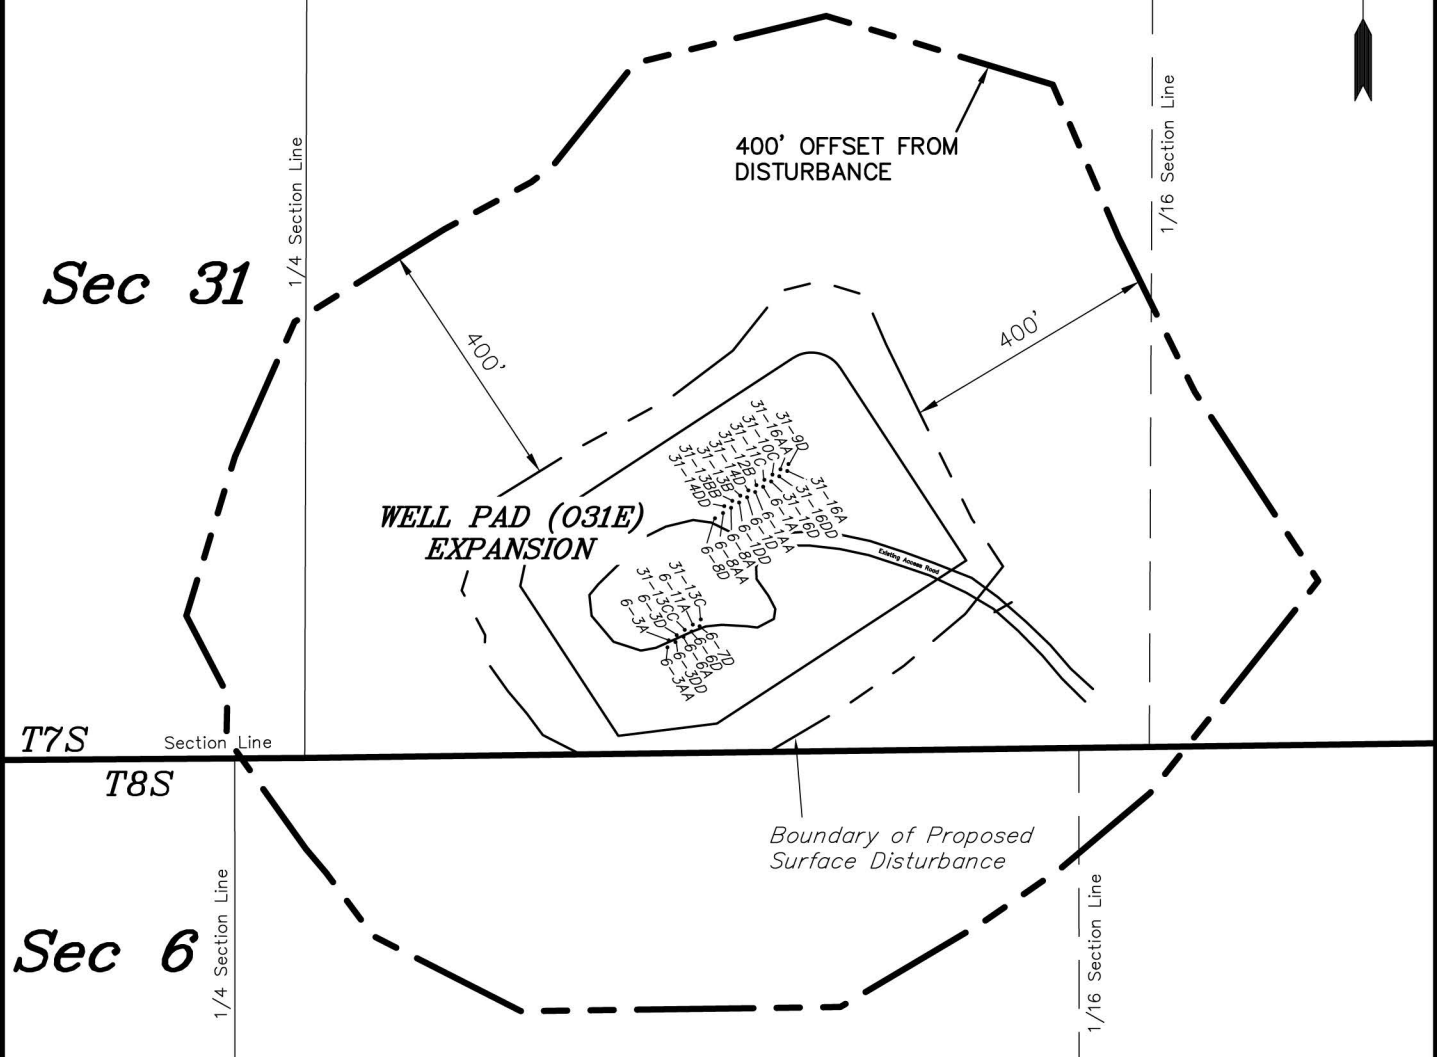 400' OFFSET FROM
DISTURBANCE
1/4 Section Line
1/16 Section Line
Sec 31
400'
400'
WELL PAD (O31E)
EXPANSION
31-9D
31-16AA
31-10C
31-11C
31-12B
31-4D
31-13B
31-13BB
31-14DD
31-16A
31-16DD
31-16D
6-1A
6-1AA
6-1D
6-1DD
6-8A
6-8AA
6-8D
Existing Access Road
31-13C
6-11A
31-13CC
6-3D
6-3A
6-7D
6-6D
6-6A
6-3DD
6-3AA
T7S
Section Line
T8S
Boundary of Proposed
Surface Disturbance
Sec 6
1/4 Section Line
1/16 Section Line